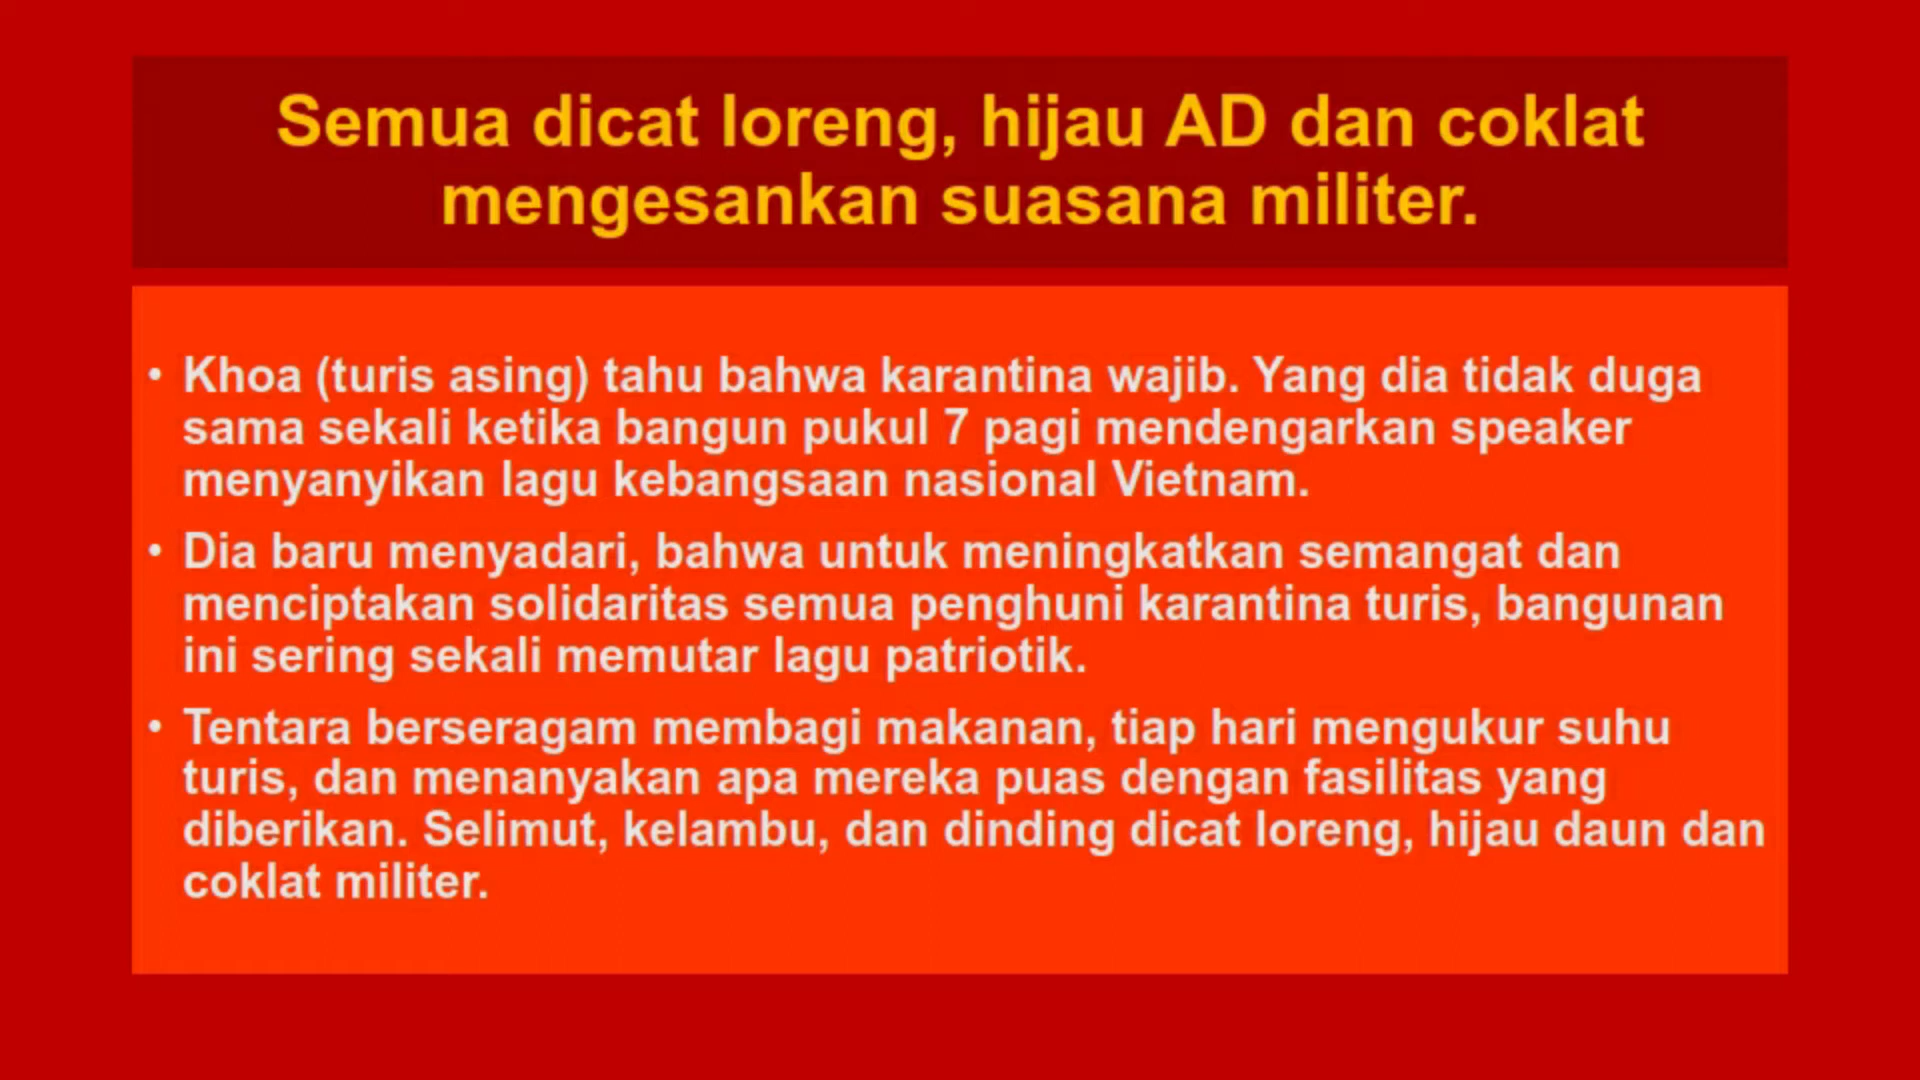 Semua dicat loreng, hijau AD dan coklat
mengesankan suasana militer.
• Khoa (turis asing) tahu bahwa karantina wajib. Yang dia tidak duga
sama sekali ketika bangun pukul 7 pagi mendengarkan speaker
menyanyikan lagu kebangsaan nasional Vietnam.
• Dia baru menyadari, bahwa untuk meningkatkan semangat dan
menciptakan solidaritas semua penghuni karantina turis, bangunan
ini sering sekali memutar lagu patriotik.
• Tentara berseragam membagi makanan, tiap hari mengukur suhu
turis, dan menanyakan apa mereka puas dengan fasilitas yang
diberikan. Selimut, kelambu, dan dinding dicat loreng, hijau daun dan
coklat militer.